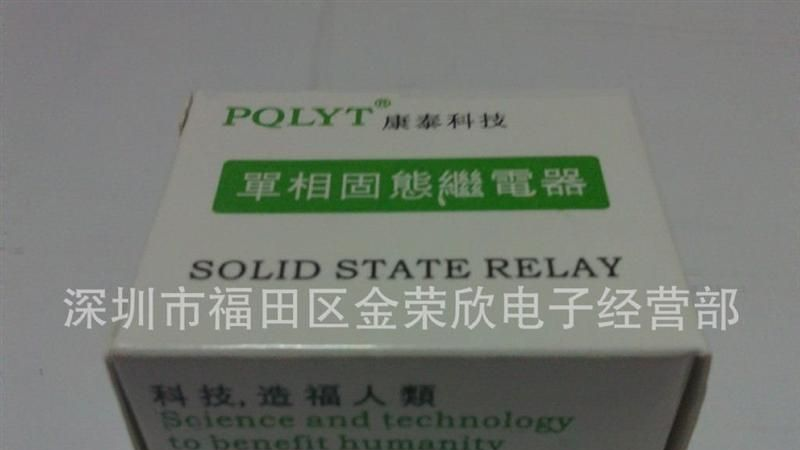 PQLYT® 康泰科技
單相固態繼電器
SOLID STATE RELAY
深圳市福田区金荣欣电子经营部
科技,造福人類
Science and technology
to benefit humanity